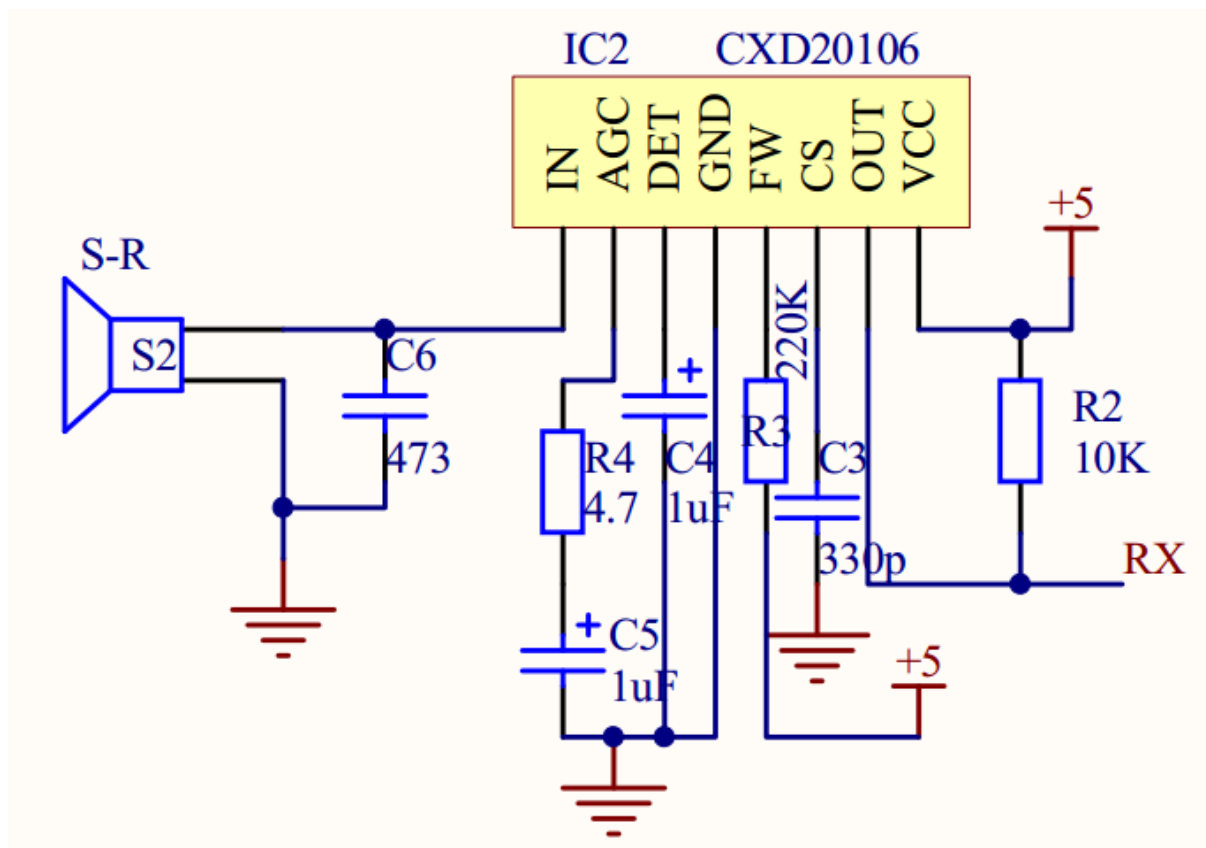 IC2
CXD20106
IN
AGC
DET
GND
FW
CS
OUT
VCC
+5
S-R
S2
C6
473
R4
4.7
C4
1uF
220K
R3
C3
330p
R2
10K
RX
C5
1uF
+5